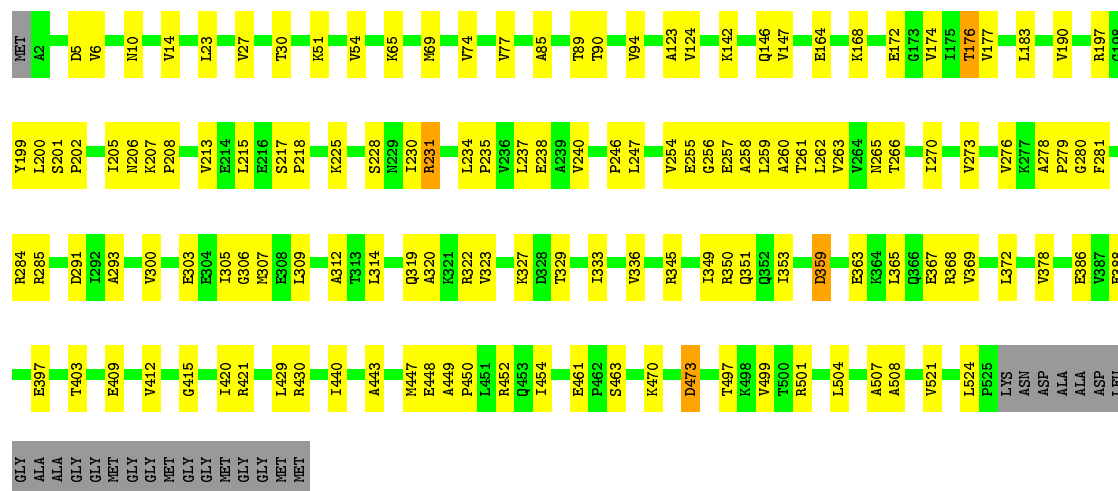 MET A2 D5 V6 N10 V14 L23 V27 T30 K51 V54 K65 M69 V74 V77 A85 T89 T90 V94 A123 V124 K142 Q146 V147 E164 K168 E172 G173 V174 I175 T176 V177 L183 V190 R197 G198
Y199 L200 S201 P202 I205 N206 K207 P208 V213 E214 L215 E216 S217 P218 K225 S228 N229 I230 R231 L234 P235 V236 L237 E238 A239 V240 P246 L247 V254 E255 G256 E257 A258 L259 A260 T261 L262 V263 V264 N265 T266 I270 V273 V276 K277 A278 P279 G280 F281
R284 R285 D291 I292 A293 V300 E303 E304 I305 G306 M307 E308 L309 A312 T313 L314 Q319 A320 K321 R322 V323 K327 D328 T329 I333 V336 R345 I349 R350 Q351 Q352 I353 D359 E363 K364 L365 Q366 E367 R368 V369 L372 V378 E386 V387 E388
E397 T403 E409 V412 G415 I420 R421 L429 R430 I440 A443 M447 E448 A449 P450 L451 R452 Q453 I454 E461 P462 S463 K470 D473 T497 K498 V499 T500 R501 L504 A507 A508 V521 L524 P525 LYS ASN ASP ALA ALA ASP LEU
GLY ALA ALA GLY GLY MET GLY GLY MET GLY GLY MET MET